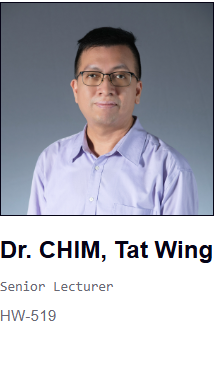 Dr. CHIM, Tat Wing
Senior Lecturer
HW-519